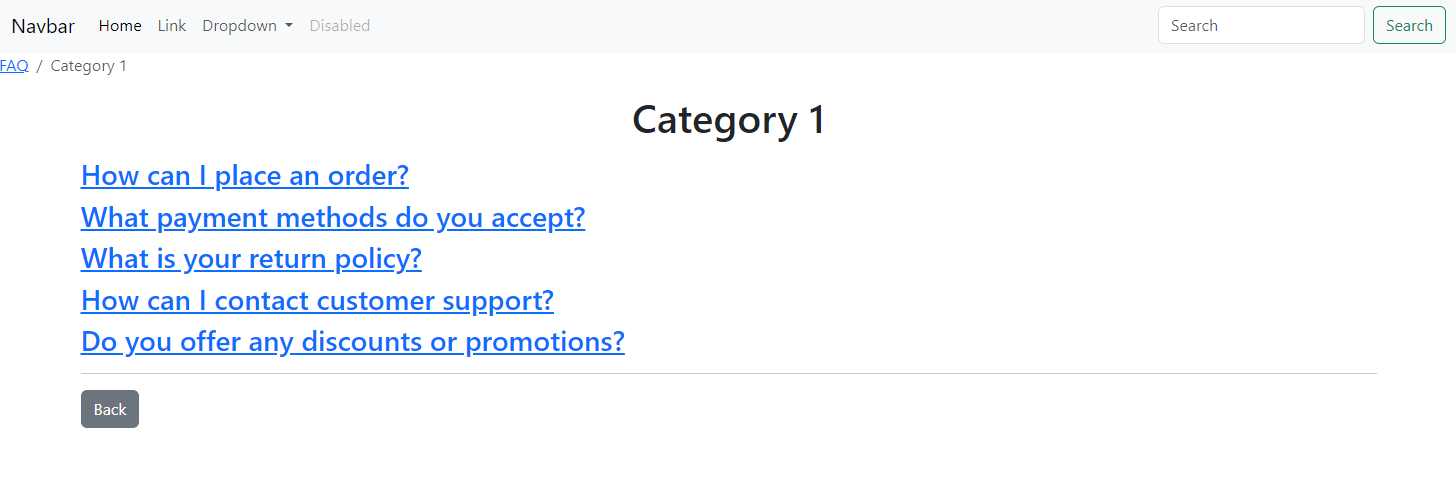 Navbar Home Link Dropdown Disabled Search Search
FAQ / Category 1
Category 1
How can I place an order?
What payment methods do you accept?
What is your return policy?
How can I contact customer support?
Do you offer any discounts or promotions?
Back